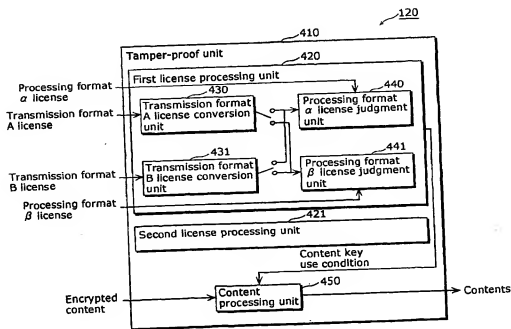 120
410
Tamper-proof unit
420
First license processing unit
Processing format
α license
430
440
Transmission format
A license
Transmission format
A license conversion
unit
Processing format
α license judgment
unit
431
441
Transmission format
B license
Transmission format
B license conversion
unit
Processing format
β license judgment
unit
Processing format
β license
421
Second license processing unit
Content key
use condition
450
Encrypted
content
Content
processing unit
Contents